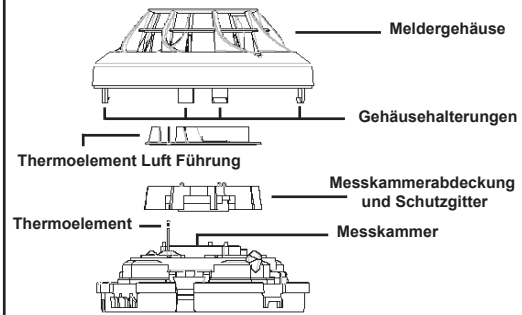 Meldergehäuse
Gehäusehalterungen
Thermoelement Luft Führung
Messkammerabdeckung
und Schutzgitter
Thermoelement
Messkammer